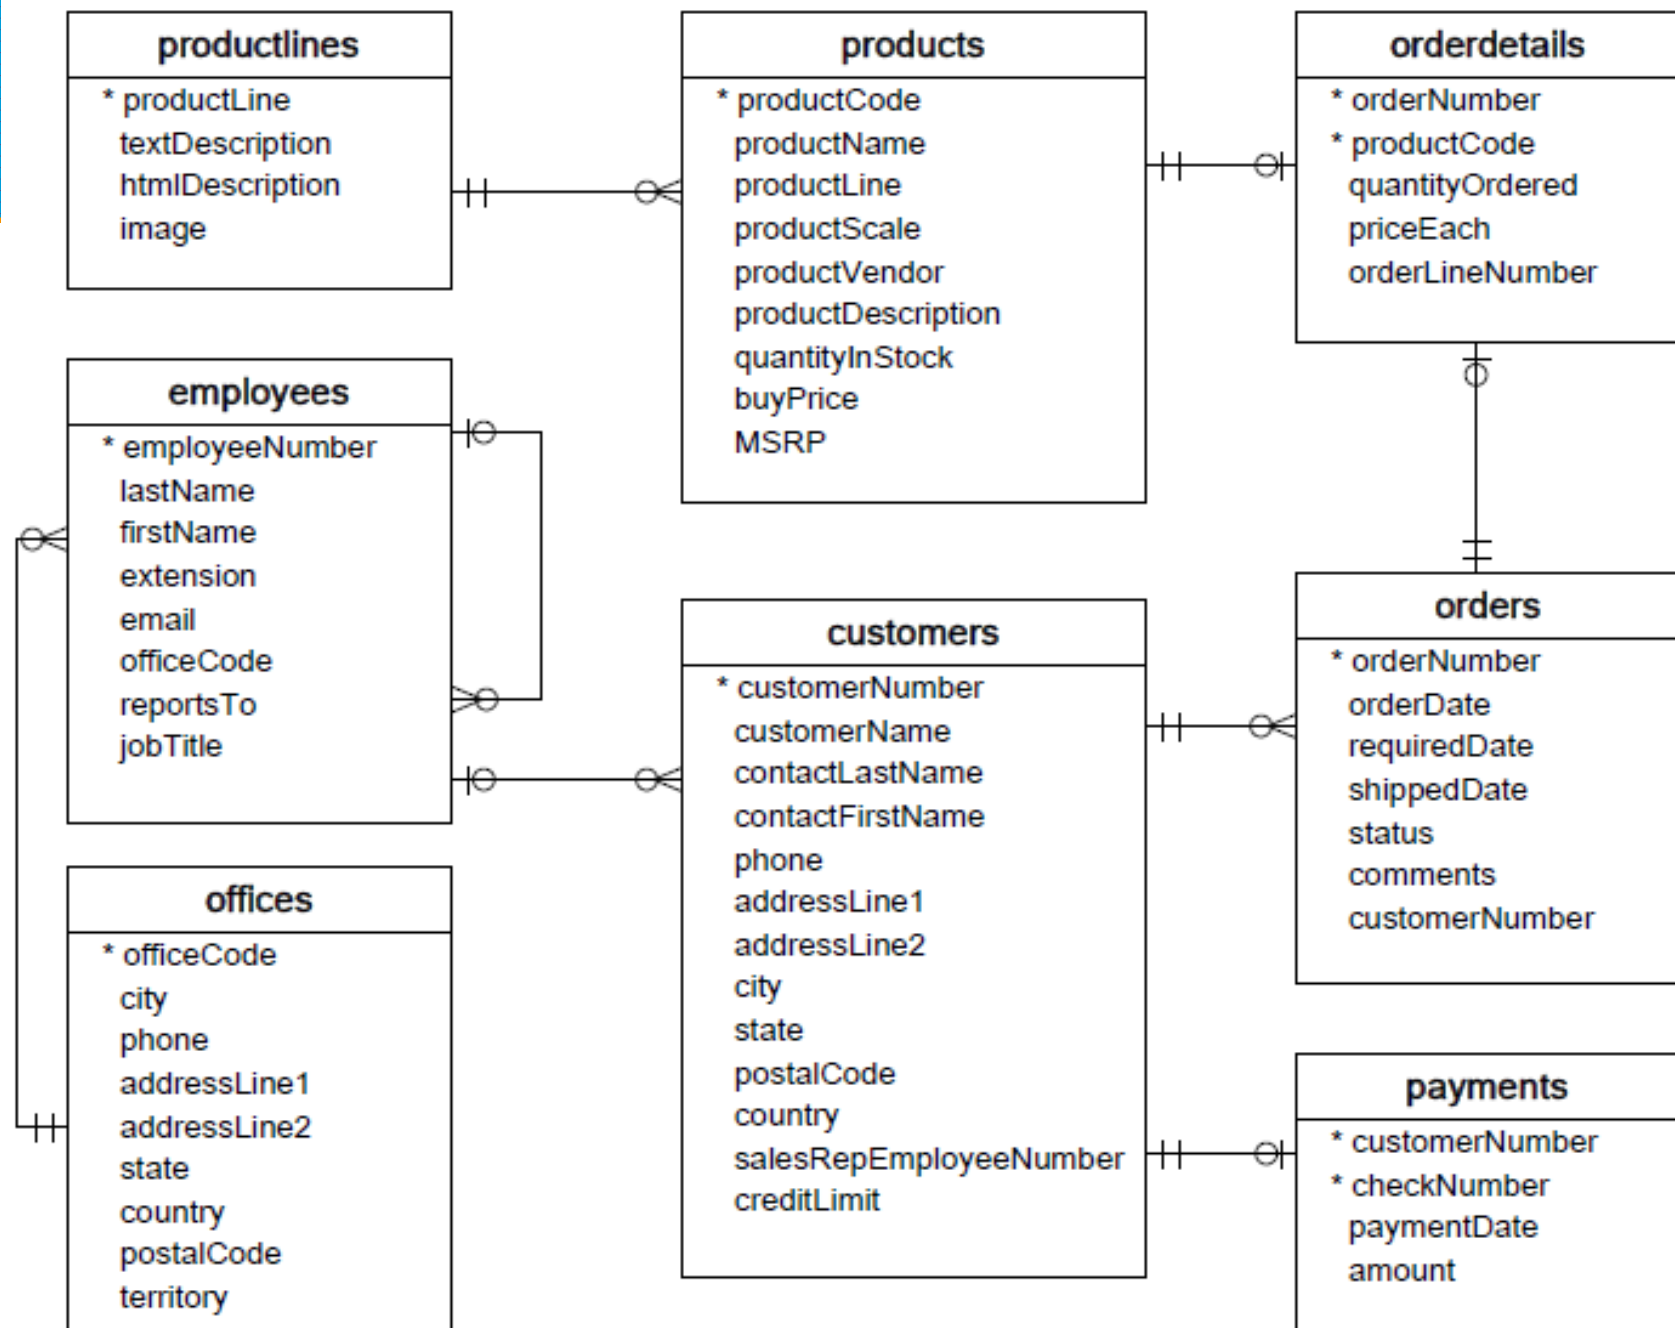 productlines
* productLine
textDescription
htmlDescription
image
products
* productCode
productName
productLine
productScale
productVendor
productDescription
quantityInStock
buyPrice
MSRP
orderdetails
* orderNumber
* productCode
quantityOrdered
priceEach
orderLineNumber
employees
* employeeNumber
lastName
firstName
extension
email
officeCode
reportsTo
jobTitle
customers
* customerNumber
customerName
contactLastName
contactFirstName
phone
addressLine1
addressLine2
city
state
postalCode
country
salesRepEmployeeNumber
creditLimit
orders
* orderNumber
orderDate
requiredDate
shippedDate
status
comments
customerNumber
offices
* officeCode
city
phone
addressLine1
addressLine2
state
country
postalCode
territory
payments
* customerNumber
* checkNumber
paymentDate
amount